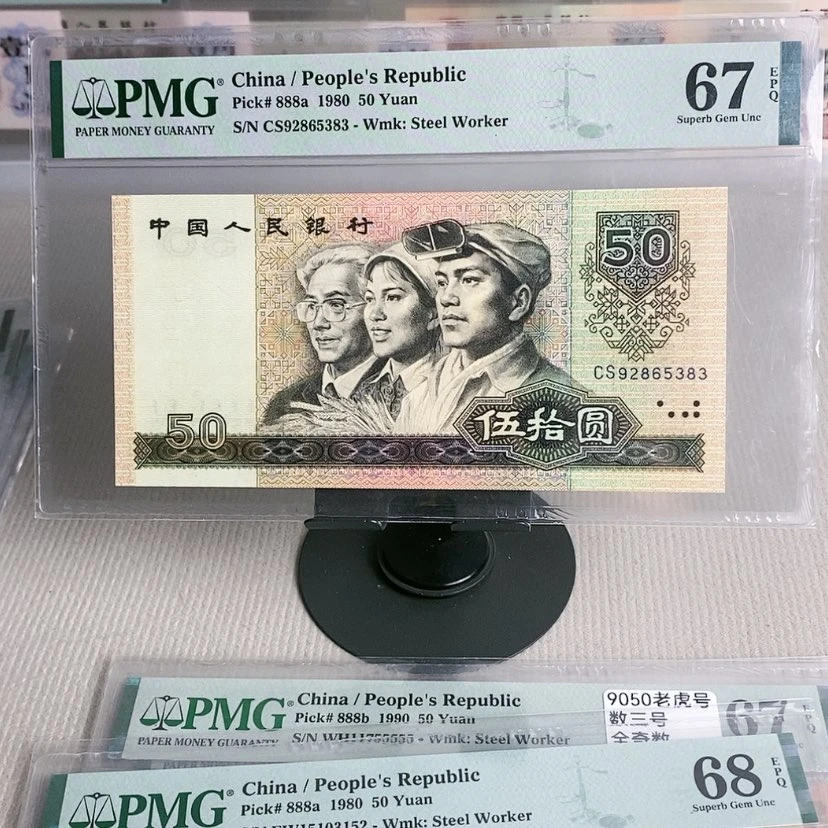 PMG®
PAPER MONEY GUARANTY
China / People's Republic
Pick# 888a 1980 50 Yuan
S/N CS92865383 - Wmk: Steel Worker
67
EPQ
Superb Gem Unc
中国人民银行
50
CS92865383
50
伍拾圆
PMG®
PAPER MONEY GUARANTY
China / People's Republic
Pick# 888b 1990 50 Yuan
Wmk: Steel Worker
9050老虎号
数三号
67
PMG®
China / People's Republic
Pick# 888a 1980 50 Yuan
15103152 - Wmk: Steel Worker
68
EPQ
Superb Gem Unc